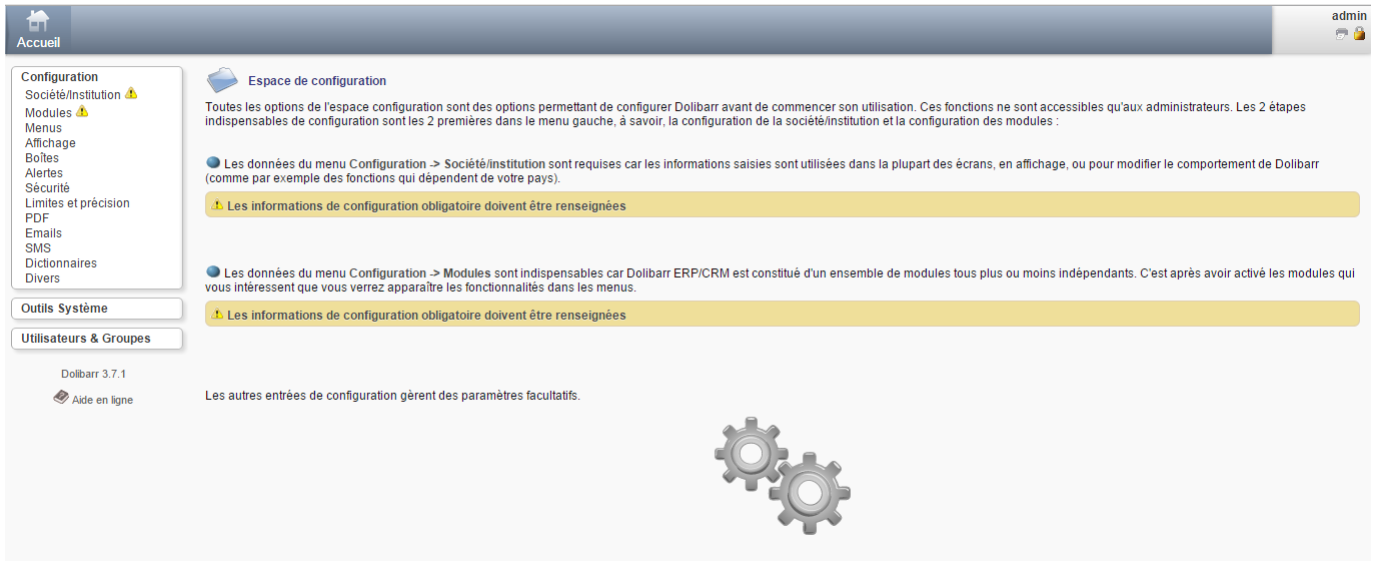 Accueil
admin
Configuration
Société/Institution
Modules
Menus
Affichage
Boîtes
Alertes
Sécurité
Limites et précision
PDF
Emails
SMS
Dictionnaires
Divers
Outils Système
Utilisateurs & Groupes
Dolibarr 3.7.1
Aide en ligne
Espace de configuration
Toutes les options de l'espace configuration sont des options permettant de configurer Dolibarr avant de commencer son utilisation. Ces fonctions ne sont accessibles qu'aux administrateurs. Les 2 étapes
indispensables de configuration sont les 2 premières dans le menu gauche, à savoir, la configuration de la société/institution et la configuration des modules :
Les données du menu Configuration -> Société/institution sont requises car les informations saisies sont utilisées dans la plupart des écrans, en affichage, ou pour modifier le comportement de Dolibarr
(comme par exemple des fonctions qui dépendent de votre pays).
Les informations de configuration obligatoire doivent être renseignées
Les données du menu Configuration -> Modules sont indispensables car Dolibarr ERP/CRM est constitué d'un ensemble de modules tous plus ou moins indépendants. C'est après avoir activé les modules qui
vous intéressent que vous verrez apparaître les fonctionnalités dans les menus.
Les informations de configuration obligatoire doivent être renseignées
Les autres entrées de configuration gèrent des paramètres facultatifs.